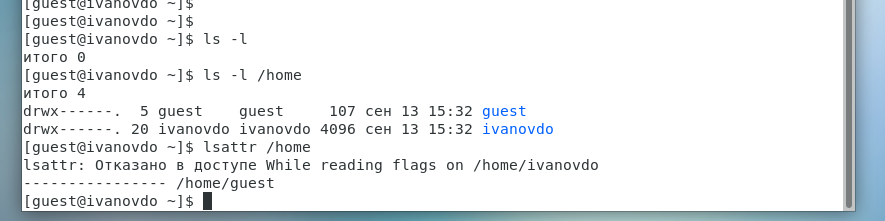 [guest@ivanovdo ~]$
[guest@ivanovdo ~]$
[guest@ivanovdo ~]$ ls -l
итого 0
[guest@ivanovdo ~]$ ls -l /home
итого 4
drwx------.  5 guest    guest     107 сен 13 15:32 guest
drwx------. 20 ivanovdo ivanovdo 4096 сен 13 15:32 ivanovdo
[guest@ivanovdo ~]$ lsattr /home
lsattr: Отказано в доступе While reading flags on /home/ivanovdo
---------------- /home/guest
[guest@ivanovdo ~]$